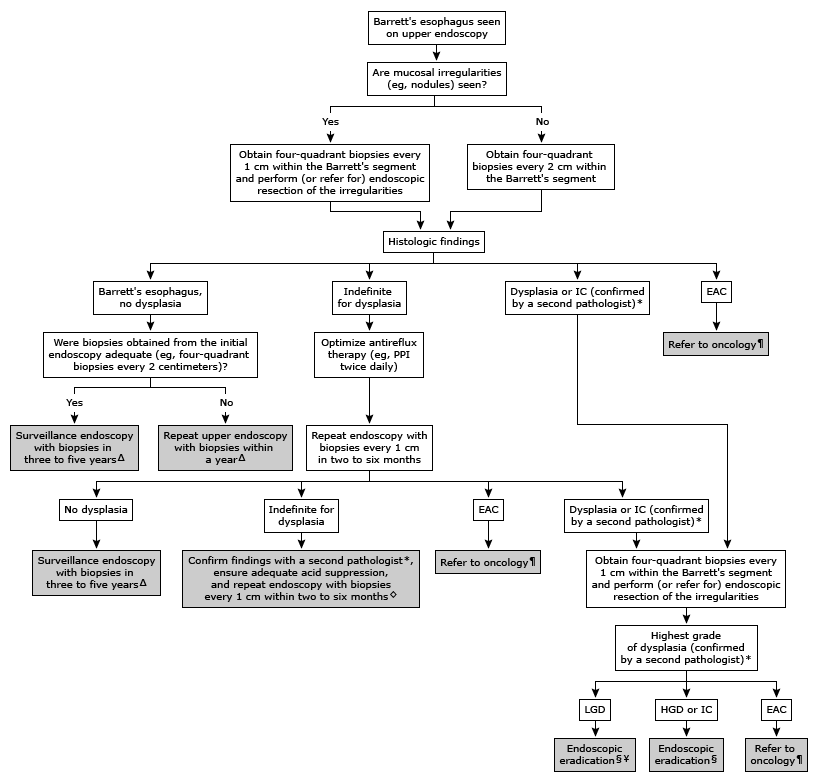 Barrett's esophagus seen
on upper endoscopy
Are mucosal irregularities
(eg, nodules) seen?
Yes
No
Obtain four-quadrant biopsies every
1 cm within the Barrett's segment
and perform (or refer for) endoscopic
resection of the irregularities
Obtain four-quadrant
biopsies every 2 cm within
the Barrett's segment
Histologic findings
Barrett's esophagus,
no dysplasia
Indefinite
for dysplasia
Dysplasia or IC (confirmed
by a second pathologist)*
EAC
Were biopsies obtained from the initial
endoscopy adequate (eg, four-quadrant
biopsies every 2 centimeters)?
Optimize antireflux
therapy (eg, PPI
twice daily)
Refer to oncology¶
Yes
No
Surveillance endoscopy
with biopsies in
three to five yearsΔ
Repeat upper endoscopy
with biopsies within
a yearΔ
Repeat endoscopy with
biopsies every 1 cm
in two to six months
No dysplasia
Indefinite for
dysplasia
EAC
Dysplasia or IC (confirmed
by a second pathologist)*
Surveillance endoscopy
with biopsies in
three to five yearsΔ
Confirm findings with a second pathologist*,
ensure adequate acid suppression,
and repeat endoscopy with biopsies
every 1 cm within two to six months◊
Refer to oncology¶
Obtain four-quadrant biopsies every
1 cm within the Barrett's segment
and perform (or refer for) endoscopic
resection of the irregularities
Highest grade
of dysplasia (confirmed
by a second pathologist)*
LGD
HGD or IC
EAC
Endoscopic
eradication§¥
Endoscopic
eradication§
Refer to
oncology¶